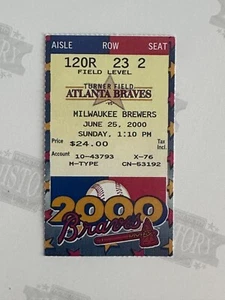 AISLE ROW SEAT
120R 23 2
FIELD LEVEL
TURNER FIELD
ATLANTA BRAVES
MILWAUKEE BREWERS
JUNE 25, 2000
SUNDAY, 1:10 PM
Price $24.00 Tax Incl.
Account 10-43793 X-76
M-TYPE CN-53192
2000
Braves